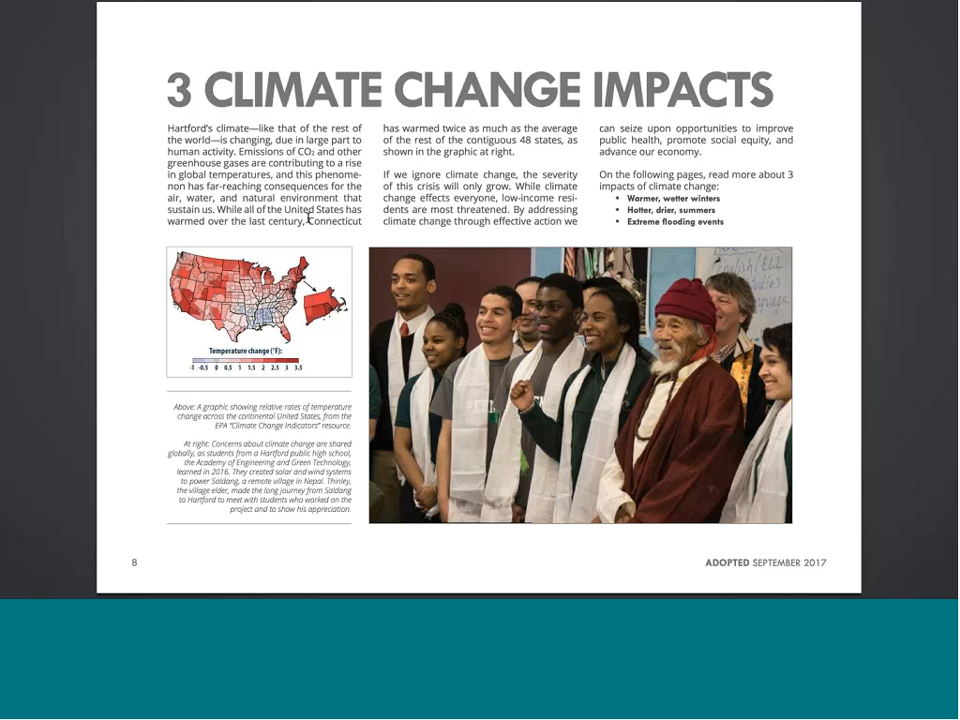 3 CLIMATE CHANGE IMPACTS
Hartford's climate—like that of the rest of
the world—is changing, due in large part to
human activity. Emissions of CO₂ and other
greenhouse gases are contributing to a rise
in global temperatures, and this phenome-
non has far-reaching consequences for the
air, water, and natural environment that
sustain us. While all of the United States has
warmed over the last century, Connecticut
has warmed twice as much as the average
of the rest of the contiguous 48 states, as
shown in the graphic at right.
If we ignore climate change, the severity
of this crisis will only grow. While climate
change effects everyone, low-income resi-
dents are most threatened. By addressing
climate change through effective action we
can seize upon opportunities to improve
public health, promote social equity, and
advance our economy.
On the following pages, read more about 3
impacts of climate change:
• Warmer, wetter winters
• Hotter, drier, summers
• Extreme flooding events
Temperature change (°F):
-1 -0.5 0 0.5 1 1.5 2 2.5 3 3.5
Above: A graphic showing relative rates of temperature
change across the continental United States, from the
EPA "Climate Change Indicators" resource.
At right: Concerns about climate change are shared
globally, as students from a Hartford public high school,
the Academy of Engineering and Green Technology,
learned in 2016. They created solar and wind systems
to power Saldang, a remote village in Nepal. Thinley,
the village elder, made the long journey from Saldang
to Hartford to meet with students who worked on the
project and to show his appreciation.
English/ELL
8
ADOPTED SEPTEMBER 2017